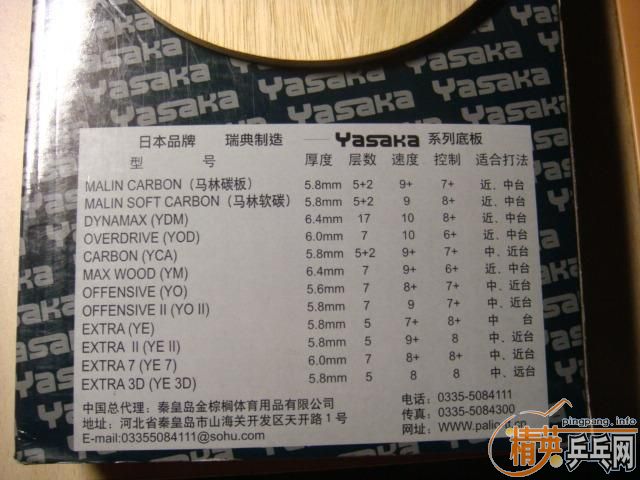 Yasaka
日本品牌 瑞典制造 Yasaka 系列底板
型 号 厚度 层数 速度 控制 适合打法
MALIN CARBON（马林碳板） 5.8mm 5+2 9+ 7+ 近、中台
MALIN SOFT CARBON（马林软碳） 5.8mm 5+2 9 8+ 近、中台
DYNAMAX (YDM) 6.4mm 17 10 8+ 近、中台
OVERDRIVE (YOD) 6.0mm 7 10 6+ 近、中台
CARBON (YCA) 5.8mm 5+2 9+ 7+ 中、近台
MAX WOOD (YM) 6.4mm 7 9+ 6+ 近、中台
OFFENSIVE (YO) 5.6mm 7 8+ 7+ 中、近台
OFFENSIVE II (YO II) 5.8mm 7 9 7+ 中、近台
EXTRA (YE) 5.8mm 5 7+ 8+ 中 台
EXTRA II (YE II) 5.8mm 5 9+ 8 中、近台
EXTRA 7 (YE 7) 6.0mm 7 8+ 8+ 中、近台
EXTRA 3D (YE 3D) 5.8mm 5 8 8 中、远台
中国总代理：秦皇岛金棕榈体育用品有限公司 电话：0335-5084111
地址：河北省秦皇岛市山海关开发区天开路1号 传真：0335-5084300
E-mail:03355084111@sohu.com 网址：WWW.palio-tt.cn
pingpang.info
精英乒乓网